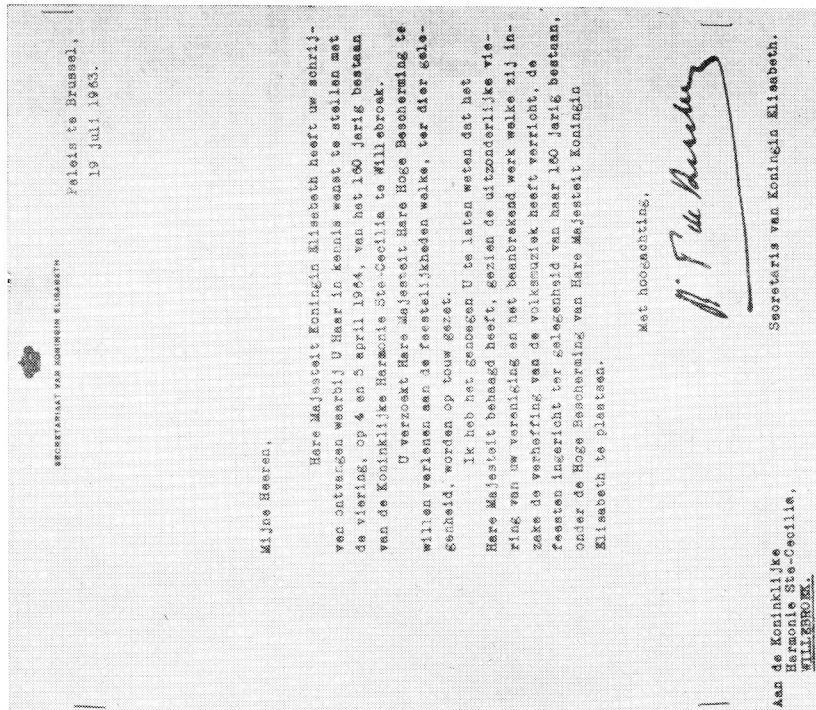 SECRETARIAAT VAN KONINGIN ELISABETH
Paleis te Brussel,
19 juli 1963.
Mijne Heeren,
Hare Majesteit Koningin Elisabeth heeft uw schrij-
ven ontvangen waarbij U Haar in kennis wenst te stellen met
de viering, op 4 en 5 april 1964, van het 160 jarig bestaan
van de Koninklijke Harmonie Ste-Cecilia te Willebroek.
U verzoekt Hare Majesteit Hare Hoge Bescherming te
willen verlenen aan de feestelijkheden welke, ter dier gele-
genheid, worden op touw gezet.
Ik heb het genoegen U te laten weten dat het
Hare Majesteit behaagd heeft, gezien de uitzonderlijke vie-
ring van uw vereniging en het baanbrekend werk welke zij in-
zake de verheffing van de volksmuziek heeft verricht, de
feesten ingericht ter gelegenheid van haar 160 jarig bestaan,
onder de Hoge Bescherming van Hare Majesteit Koningin
Elisabeth te plaatsen.
Met hoogachting,
Secretaris van Koningin Elisabeth.
Aan de Koninklijke
Harmonie Ste-Cecilia,
WILLEBROEK.